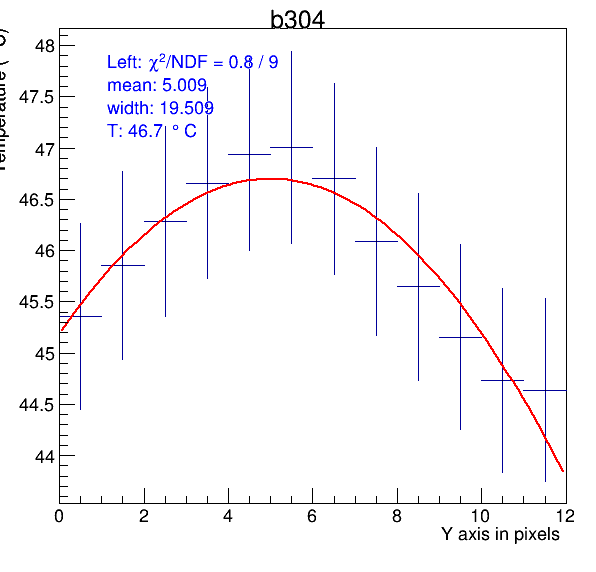 b304
Left: χ²/NDF = 0.8 / 9
mean: 5.009
width: 19.509
T: 46.7 ° C
48
47.5
47
46.5
46
45.5
45
44.5
44
0 2 4 6 8 10 12
Y axis in pixels